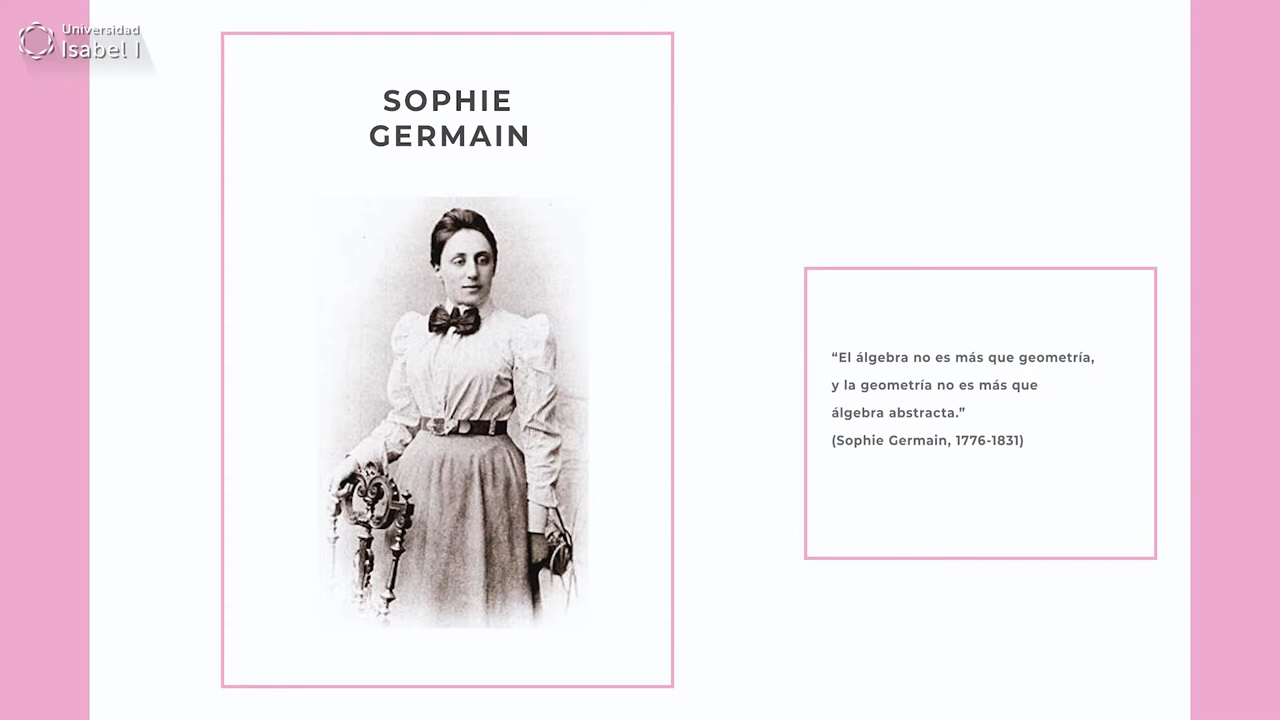 Universidad
Isabel I
SOPHIE
GERMAIN
“El álgebra no es más que geometría,
y la geometría no es más que
álgebra abstracta.”
(Sophie Germain, 1776-1831)